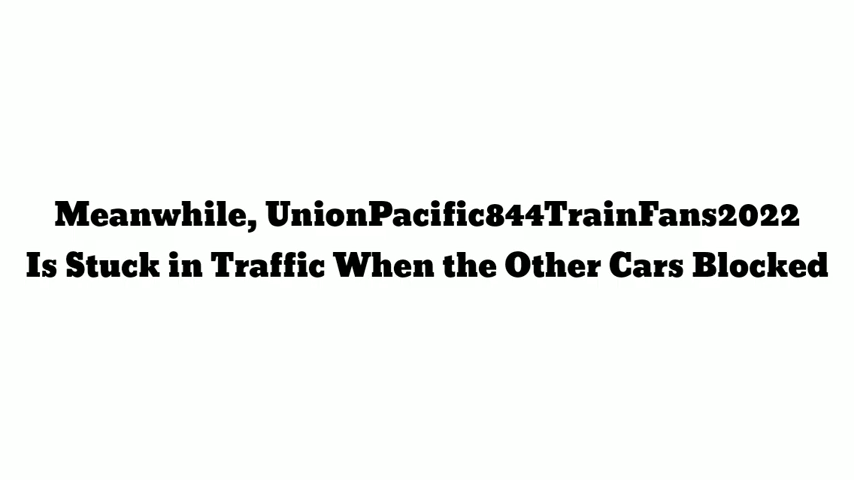 Meanwhile, UnionPacific844TrainFans2022
Is Stuck in Traffic When the Other Cars Blocked